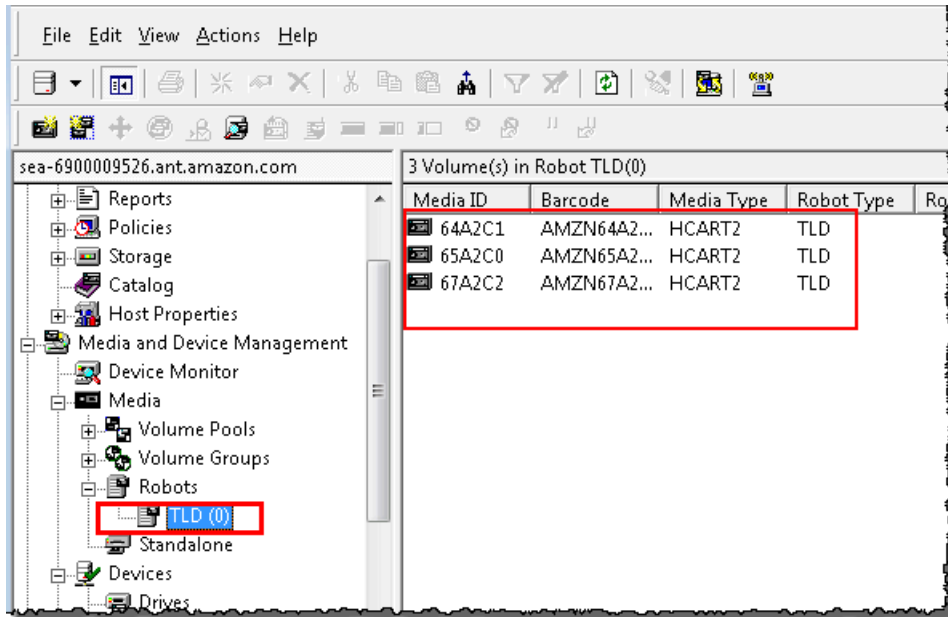 File Edit View Actions Help
sea-6900009526.ant.amazon.com
3 Volume(s) in Robot TLD(0)
Reports
Policies
Storage
Catalog
Host Properties
Media and Device Management
Device Monitor
Media
Volume Pools
Volume Groups
Robots
TLD (0)
Standalone
Devices
Drives
Media ID Barcode Media Type Robot Type Ro
64A2C1 AMZN64A2... HCART2 TLD
65A2C0 AMZN65A2... HCART2 TLD
67A2C2 AMZN67A2... HCART2 TLD